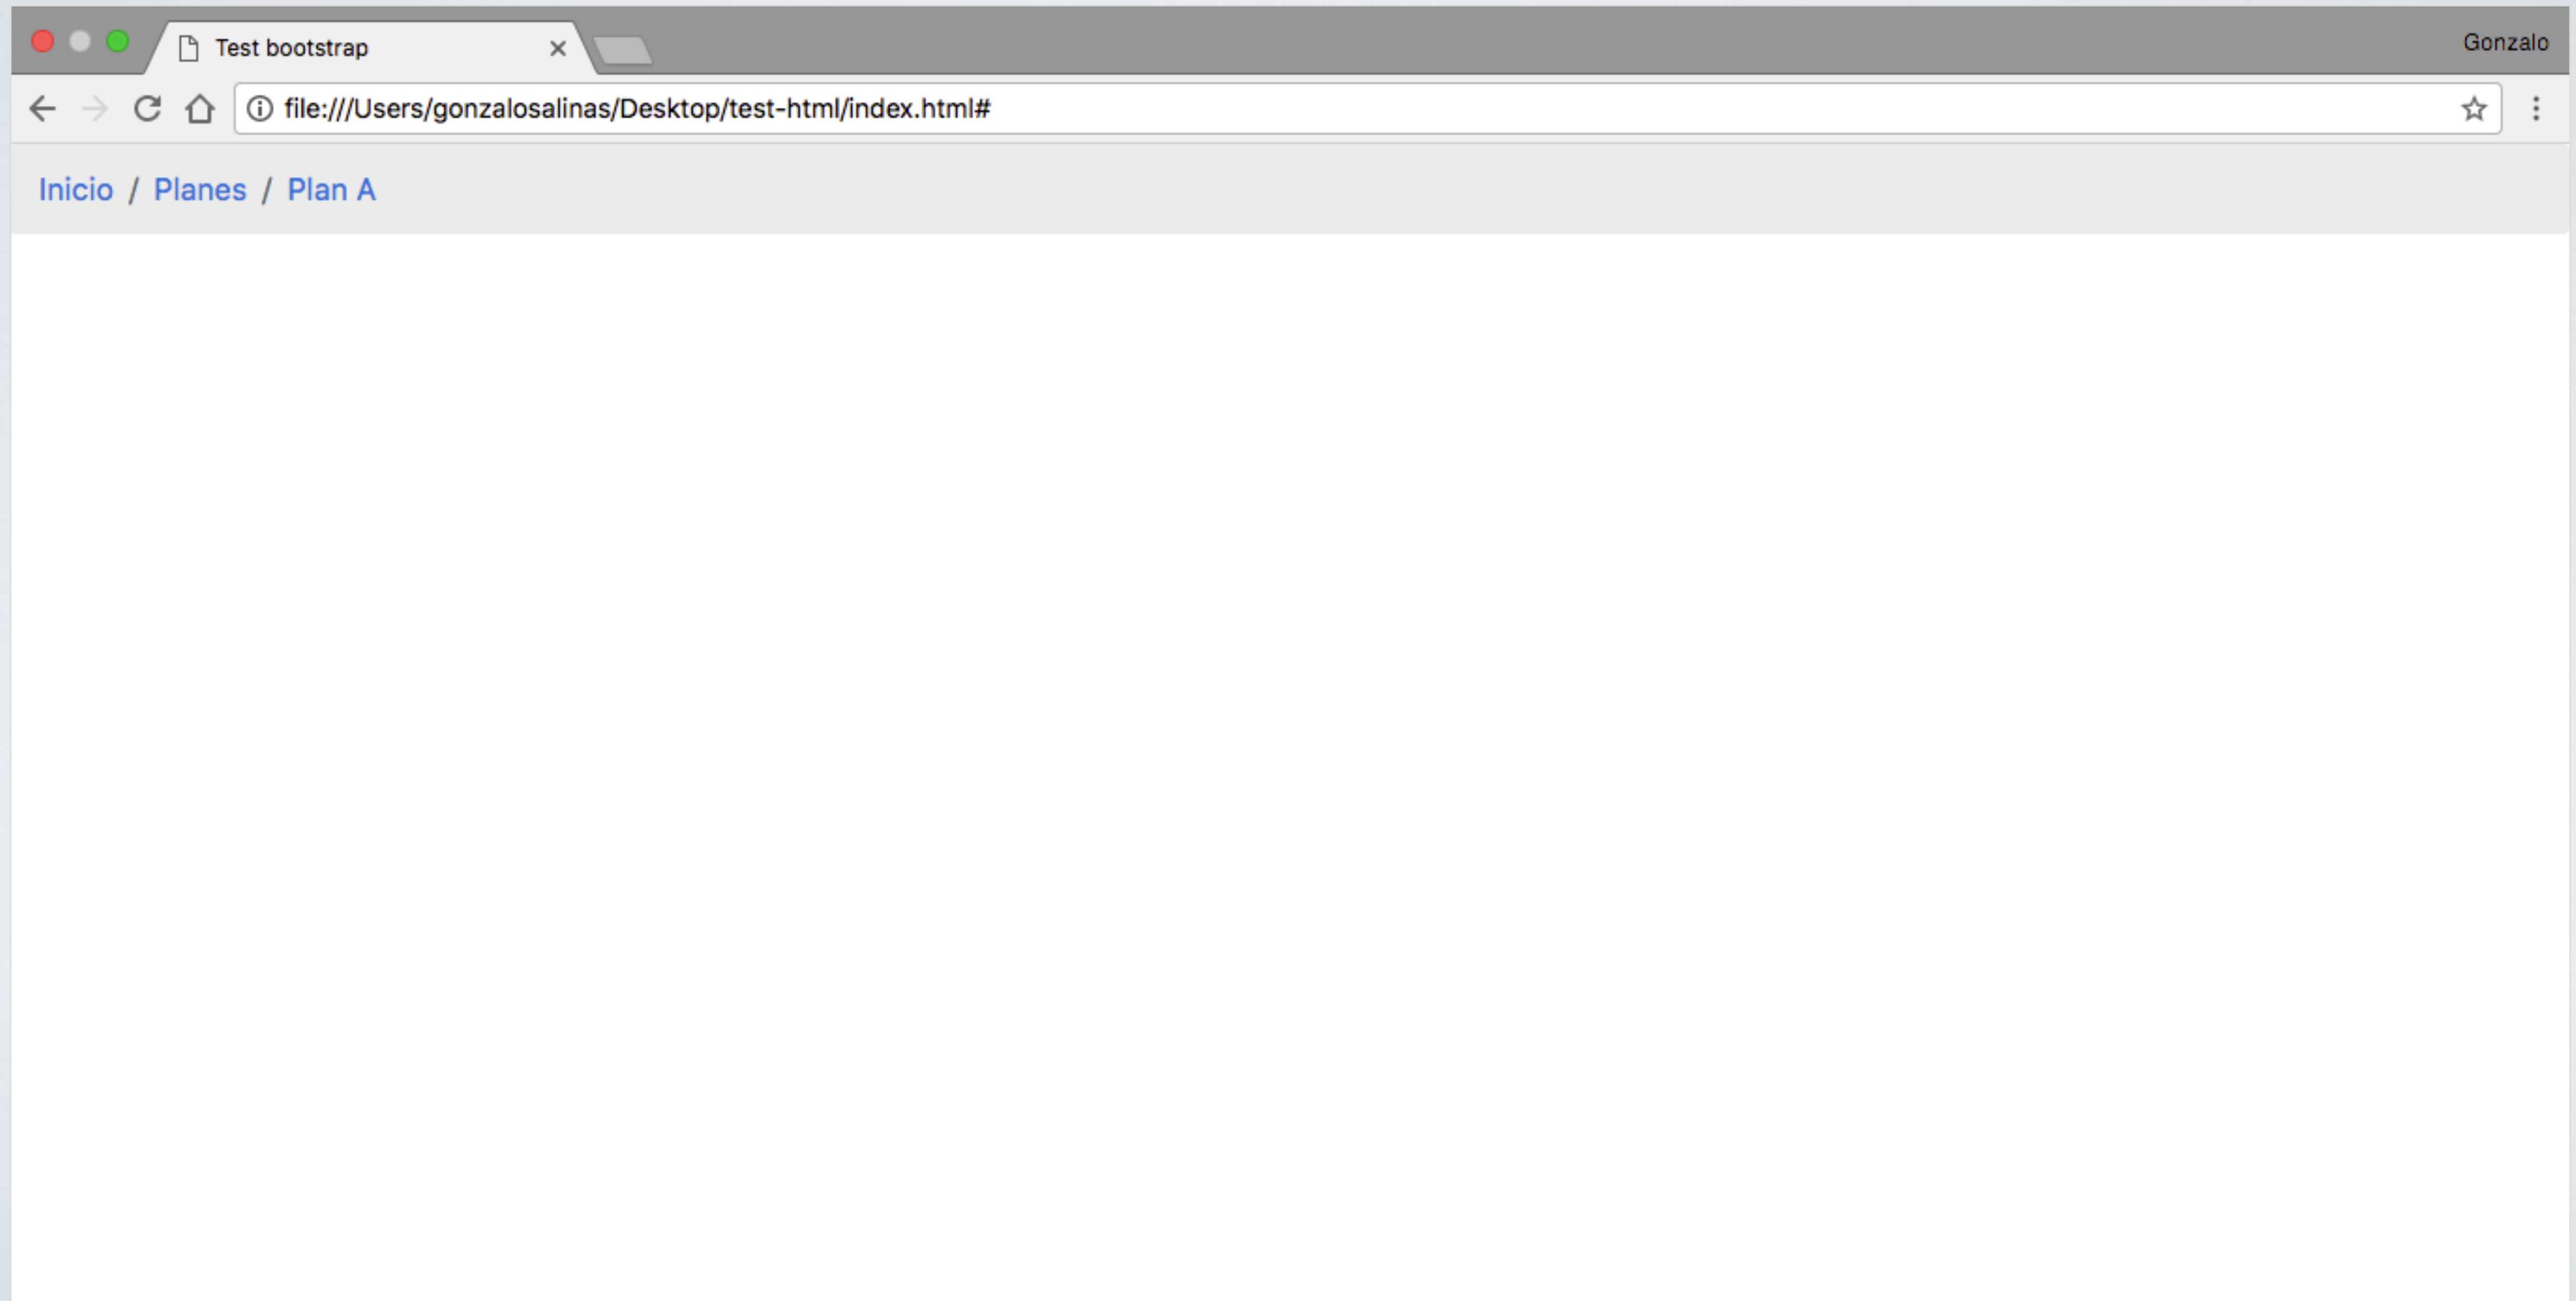 Test bootstrap
Gonzalo
file:///Users/gonzalosalinas/Desktop/test-html/index.html#
Inicio / Planes / Plan A